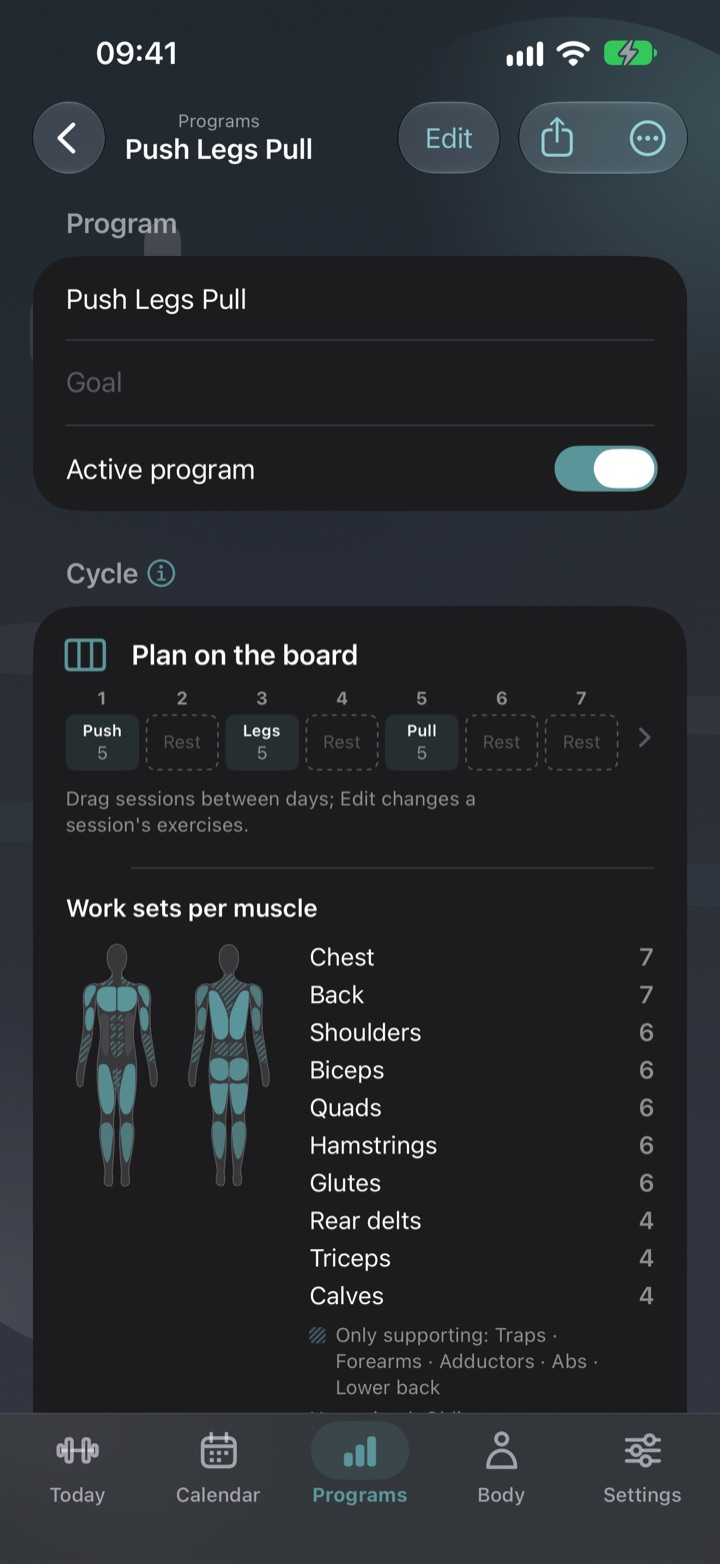 09:41
Programs
Push Legs Pull
Edit
Program
Push Legs Pull
Goal
Active program
Cycle
Plan on the board
1 2 3 4 5 6 7
Push Rest Legs Rest Pull Rest Rest
5 5 5
Drag sessions between days; Edit changes a
session's exercises.
Work sets per muscle
Chest 7
Back 7
Shoulders 6
Biceps 6
Quads 6
Hamstrings 6
Glutes 6
Rear delts 4
Triceps 4
Calves 4
Only supporting: Traps ·
Forearms · Adductors · Abs ·
Lower back
Today Calendar Programs Body Settings